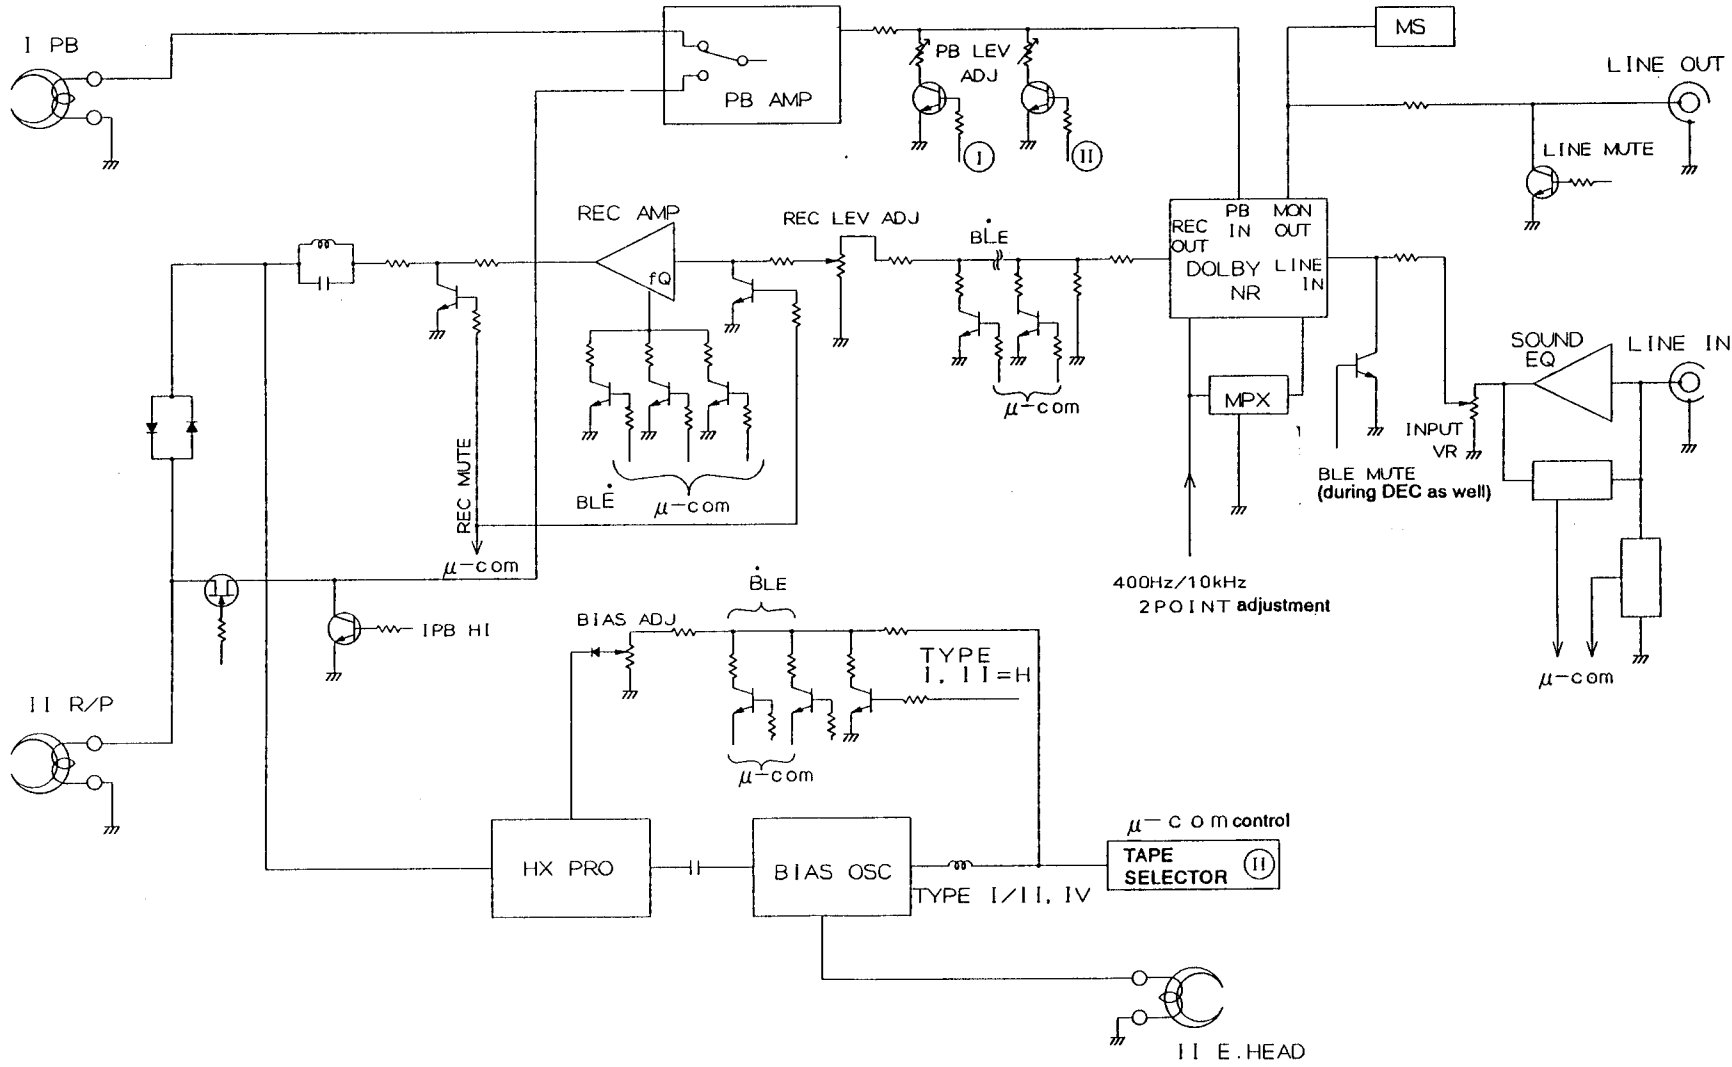 I PB
PB AMP
PB LEV
ADJ
I
II
MS
LINE OUT
LINE MUTE
REC AMP
fQ
REC LEV ADJ
BLE
REC
OUT
PB
IN
MON
OUT
DOLBY
NR
LINE
IN
SOUND
EQ
LINE IN
INPUT
VR
MPX
μ-com
BLE MUTE
(during DEC as well)
BLE
μ-com
REC MUTE
μ-com
400Hz/10kHz
2POINT adjustment
μ-com
IPB HI
BLE
BIAS ADJ
TYPE
I, II=H
μ-com
II R/P
HX PRO
BIAS OSC
TYPE I/II, IV
μ-com control
TAPE
SELECTOR II
II E.HEAD